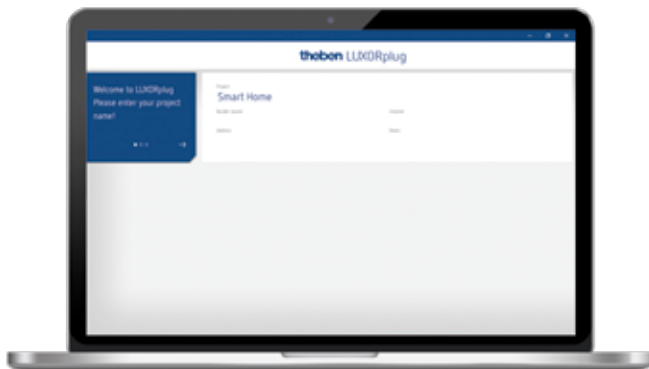 theben LUXORplug
Welcome to LUXORplug
Please enter your project
name!
Project
Smart Home